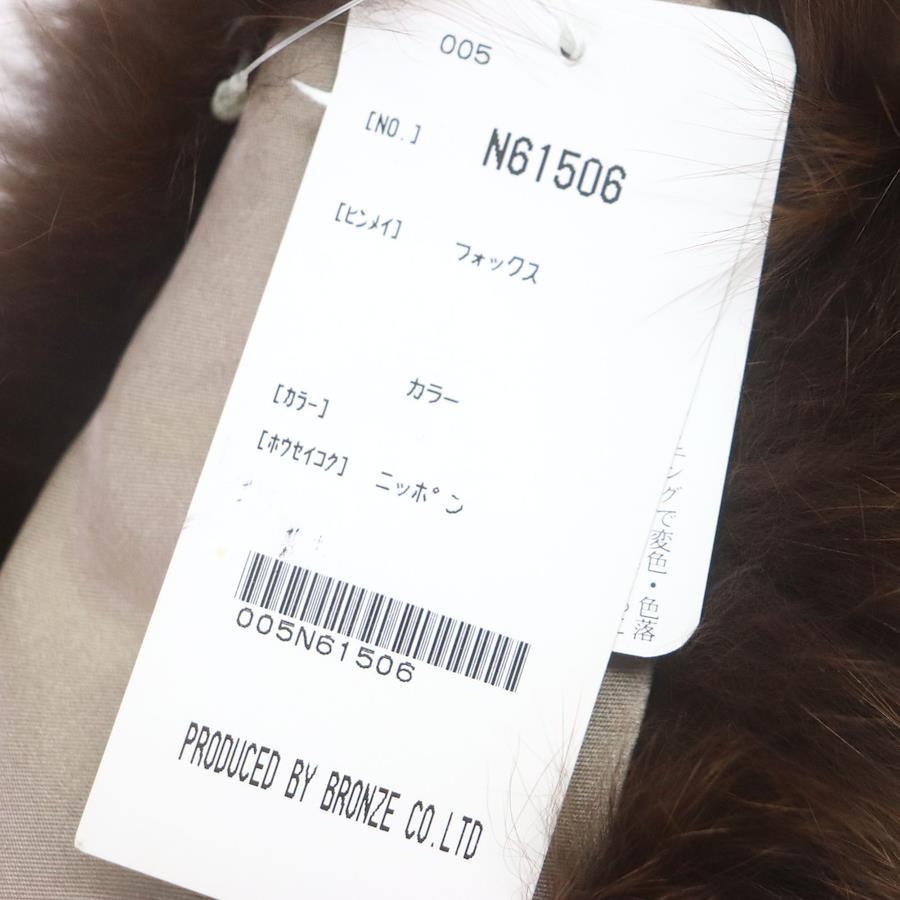 005
[NO.] N61506
[ﾋﾝﾒｲ] フォックス
カラー
[ｶﾗｰ]
[ﾎｳｾｲｺｸ] ニッポン
005N61506
PRODUCED BY BRONZE CO.LTD
ングで変色・色落